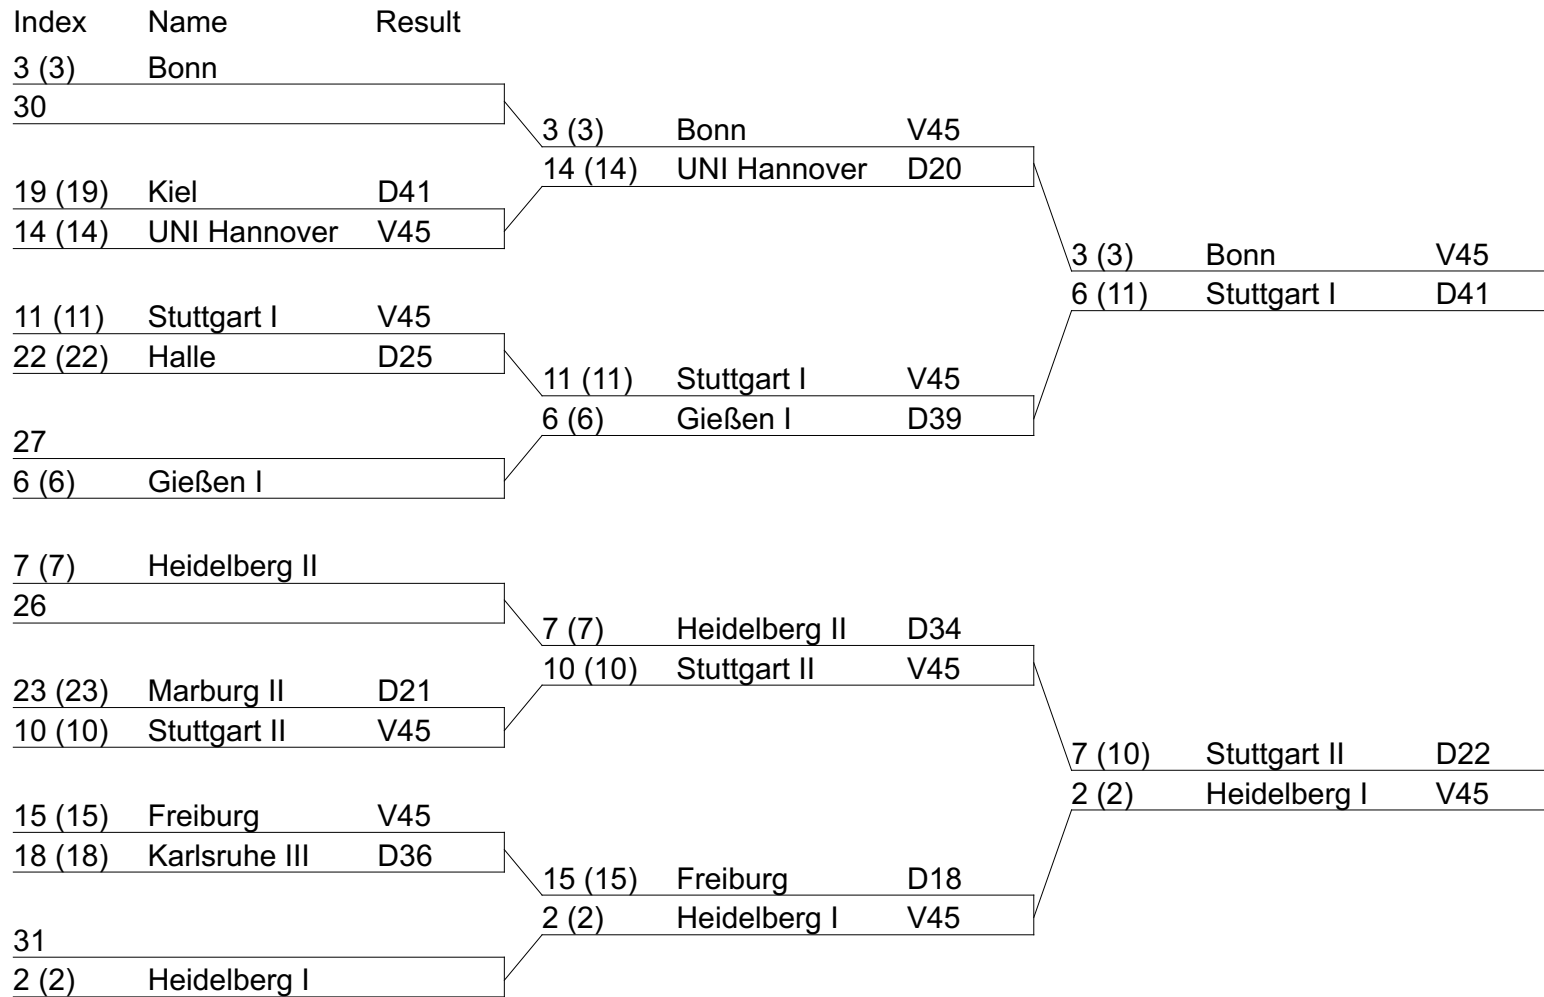 Index Name Result
3 (3) Bonn
30
19 (19) Kiel D41
14 (14) UNI Hannover V45
11 (11) Stuttgart I V45
22 (22) Halle D25
27
6 (6) Gießen I
7 (7) Heidelberg II
26
23 (23) Marburg II D21
10 (10) Stuttgart II V45
15 (15) Freiburg V45
18 (18) Karlsruhe III D36
31
2 (2) Heidelberg I
3 (3) Bonn V45
14 (14) UNI Hannover D20
11 (11) Stuttgart I V45
6 (6) Gießen I D39
7 (7) Heidelberg II D34
10 (10) Stuttgart II V45
15 (15) Freiburg D18
2 (2) Heidelberg I V45
3 (3) Bonn V45
6 (11) Stuttgart I D41
7 (10) Stuttgart II D22
2 (2) Heidelberg I V45